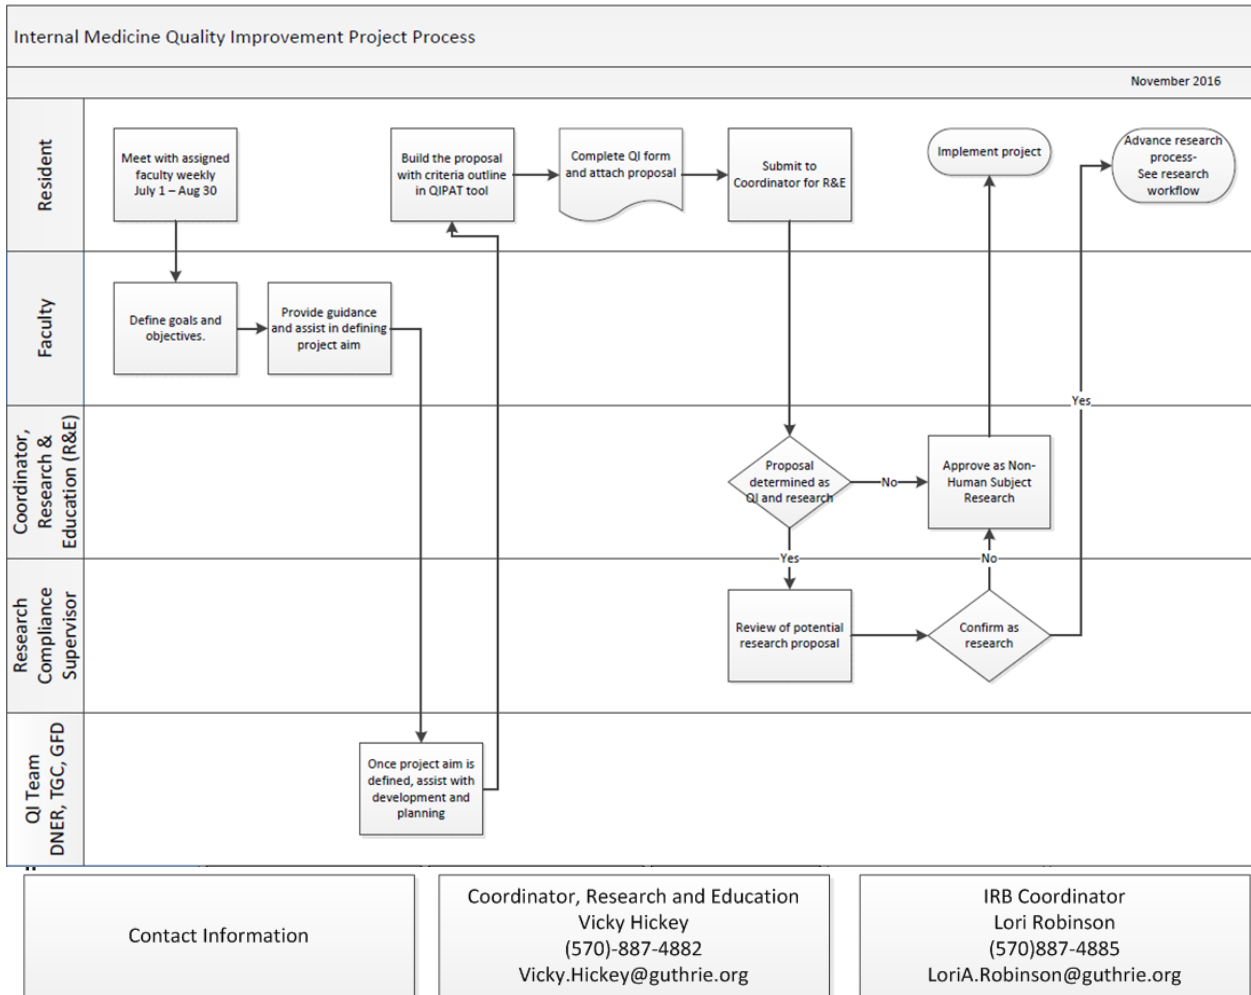 Internal Medicine Quality Improvement Project Process
November 2016
Resident
Meet with assigned
faculty weekly
July 1 – Aug 30
Build the proposal
with criteria outline
in QIPAT tool
Complete QI form
and attach proposal
Submit to
Coordinator for R&E
Implement project
Advance research
process-
See research
workflow
Faculty
Define goals and
objectives.
Provide guidance
and assist in defining
project aim
Yes
Coordinator,
Research &
Education (R&E)
Proposal
determined as
QI and research
No
Approve as Non-
Human Subject
Research
Yes
No
Research
Compliance
Supervisor
Review of potential
research proposal
Confirm as
research
QI Team
DNER, TGC, GFD
Once project aim is
defined, assist with
development and
planning
Contact Information
Coordinator, Research and Education
Vicky Hickey
(570)-887-4882
Vicky.Hickey@guthrie.org
IRB Coordinator
Lori Robinson
(570)887-4885
LoriA.Robinson@guthrie.org